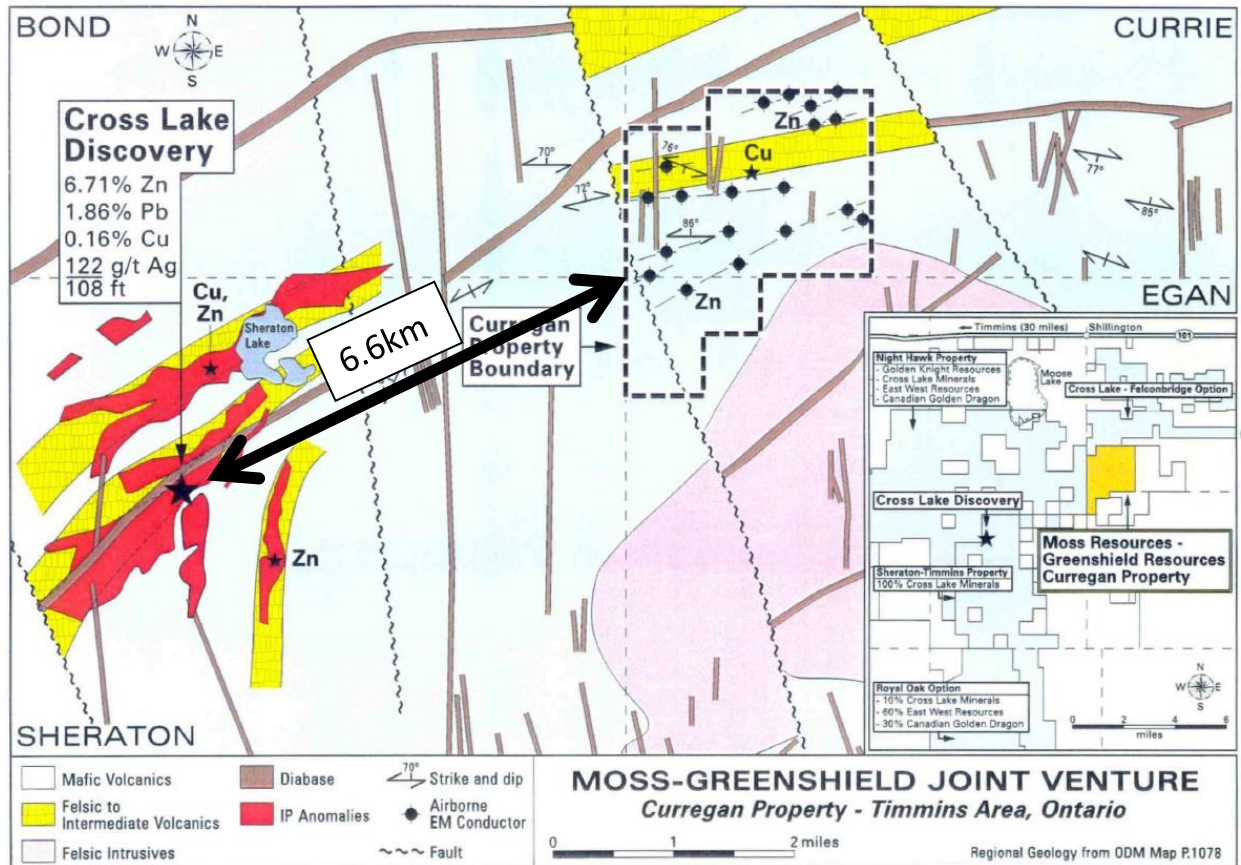 BOND
N
W E
S
CURRIE
Cross Lake
Discovery
6.71% Zn
1.86% Pb
0.16% Cu
122 g/t Ag
108 ft
70°
72°
76°
Zn
Cu
86°
77°
85°
Cu,
Zn
Sheraton
Lake
6.6km
Curregan
Property
Boundary
Zn
EGAN
Zn
SHERATON
Timmins (30 miles)
Shillington
101
Night Hawk Property
- Golden Knight Resources
- Cross Lake Minerals
- East West Resources
- Canadian Golden Dragon
Moose
Lake
Cross Lake - Falconbridge Option
Cross Lake Discovery
Moss Resources -
Greenshield Resources
Curregan Property
Sheraton-Timmins Property
100% Cross Lake Minerals
Royal Oak Option
- 10% Cross Lake Minerals
- 60% East West Resources
- 30% Canadian Golden Dragon
N
W E
S
0 2 4 6
miles
Mafic Volcanics
Felsic to
Intermediate Volcanics
Felsic Intrusives
Diabase
IP Anomalies
70° Strike and dip
Airborne
EM Conductor
Fault
MOSS-GREENSHIELD JOINT VENTURE
Curregan Property - Timmins Area, Ontario
0 1 2 miles
Regional Geology from ODM Map P.1078